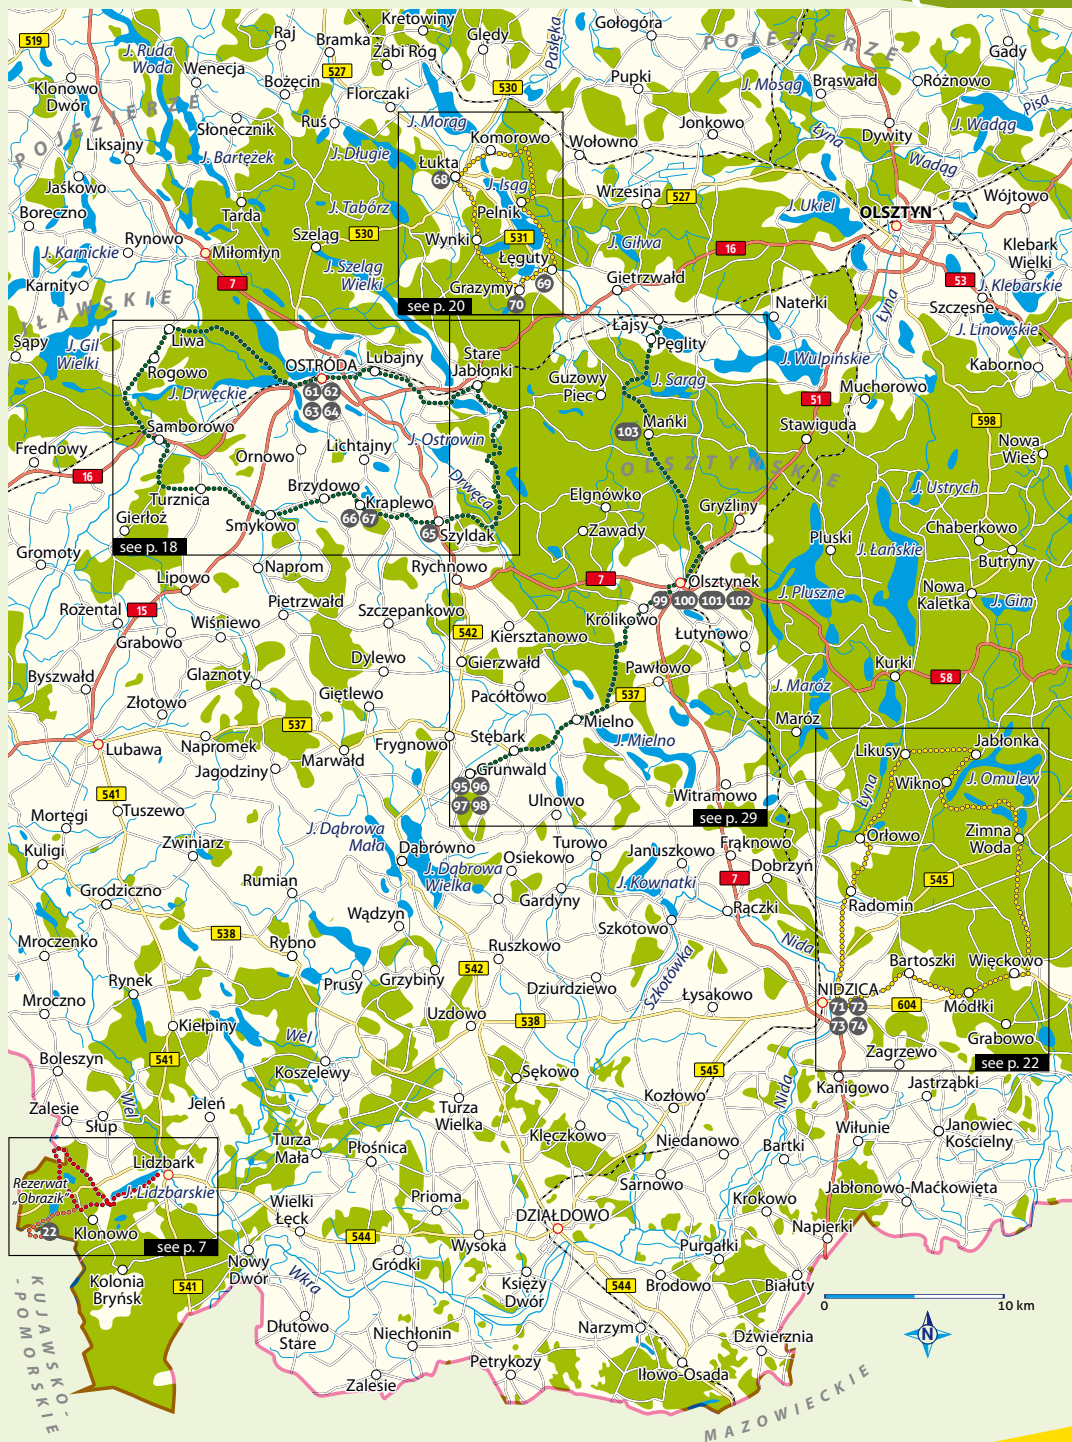 519
Raj
Bramka
Kretowiny
Żabi Róg
Ględy
Pasłęka
Gołogóra
POJEZIERZE
Gady
J. Ruda
Woda
Wenecja
Klonowo
Dwór
Bożęcin
527
Florczaki
530
Pupki
J. Mosąg
Brąswałd
Różnowo
Pisa
POJEZIERZE
Słonecznik
Ruś
J. Morąg
Komorowo
Wołowno
Jonkowo
Łyna
Dywity
J. Wadąg
Liksajny
J. Bartężek
J. Długie
Łukta
68
J. Isąg
Wadąg
Jaśkowo
Tarda
J. Tabórz
Pelnik
Wrzesina
527
J. Ukiel
OLSZTYN
Wójtowo
Boreczno
Rynowo
Szeląg
530
Wynki
531
J. Giłwa
16
Klebark
Wielki
J. Karnickie
Miłomłyn
J. Szeląg
Wielki
Łęguty
69
Gietrzwałd
53
J. Klebarskie
Karnity
7
Grazymy
70
Naterki
Łyna
Szczęsne
IŁAWSKIE
see p. 20
Łajsy
J. Linowskie
Sąpy
J. Gil
Wielki
Liwa
Pęglity
J. Wulpińskie
Rogowo
OSTRÓDA
Lubajny
Stare
Jabłonki
Guzowy
Piec
J. Sarąg
Kaborno
J. Drwęckie
61 62
63 64
Muchorowo
51
Samborowo
Lichtajny
J. Ostrowin
103
Mańki
Stawiguda
598
Frednowy
Ornowo
OLSZTYŃSKIE
Nowa
Wieś
16
Turznica
Brzydowo
Drwęca
Elgnówko
Gryźliny
J. Ustrych
Gierłoż
Smykowo
66 67
Kraplewo
65
Szyldak
Zawady
Chaberkowo
see p. 18
Pluski
J. Łańskie
Butryny
Gromoty
Naprom
Rychnowo
7
Olsztynek
Nowa
Kaletka
J. Gim
Lipowo
99 100 101 102
J. Pluszne
Rożental
15
Pietrzwałd
Szczepankowo
Królikowo
Grabowo
Wiśniewo
542
Kiersztanowo
Łutynowo
Glaznoty
Dylewo
Gierzwałd
Pawłowo
Kurki
58
Byszwałd
Giętlewo
Pacółtowo
537
J. Maróz
Złotowo
537
Mielno
Maróz
Lubawa
Napromek
Marwałd
Frygnowo
Stębark
J. Mielno
Likusy
Jabłonka
Jagodziny
Grunwald
Wikno
J. Omulew
541
95 96
97 98
Ulnowo
Witramowo
Łyna
Tuszewo
see p. 29
Mortęgi
J. Dąbrowa
Mała
Turowo
Frąknowo
Orłowo
Zimna
Woda
Kuligi
Zwiniarz
Dąbrówno
Osiekowo
Januszkowo
Dobrzyń
Rumian
J. Dąbrowa
Wielka
J. Kownatki
7
545
Grodziczno
Gardyny
Rączki
Radomin
Wądzyn
Szkotowo
538
Rybno
Ruszkowo
Nida
Mroczenko
Prusy
Grzybiny
542
Szkotówka
Bartoszki
Więckowo
Rynek
Dziurdziewo
Łysakowo
NIDZICA
71 72
73 74
604
Módłki
Mroczno
Uzdowo
538
Grabowo
Kiełpiny
Wel
Zagrzewo
see p. 22
Boleszyn
541
Koszelewy
Sękowo
545
Kanigowo
Jastrząbki
Zalesie
Słup
Wel
Jeleń
Turza
Wielka
Kozłowo
Nida
Wiłunie
Janowiec
Kościelny
Klęczkowo
Niedanowo
Bartki
Turza
Mała
Płośnica
Rezerwat
„Obrazik”
Lidzbark
J. Lidzbarskie
Sarnowo
Jabłonowo-Maćkowięta
Wielki
Łęck
Prioma
Krokowo
22
Klonowo
DZIAŁDOWO
Napierki
see p. 7
544
Wysoka
Purgałki
Nowy
Dwór
Gródki
Kolonia
Bryńsk
541
Wkra
Księży
Dwór
544
Brodowo
Białuty
0 10 km
KUJAWSKO-
-POMORSKIE
Dłutowo
Stare
Niechłonin
Narzym
Dźwierznia
N
Petrykozy
Iłowo-Osada
Zalesie
MAZOWIECKIE